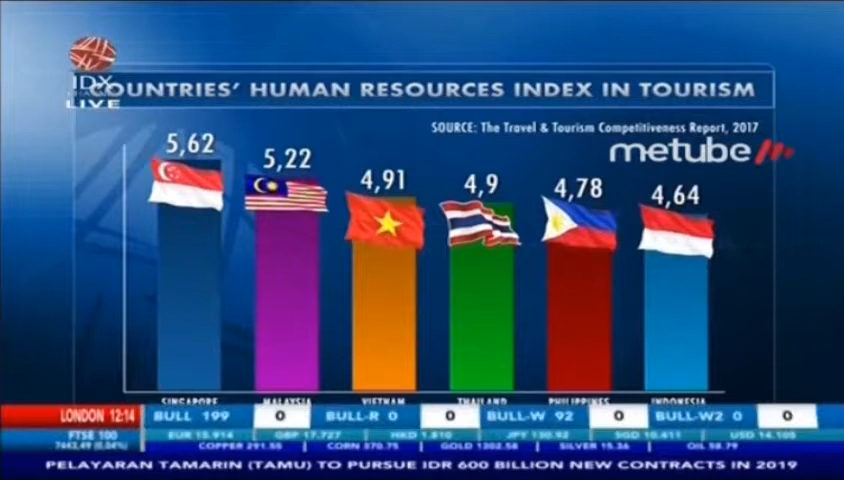 IDX
LIVE
COUNTRIES' HUMAN RESOURCES INDEX IN TOURISM
SOURCE: The Travel & Tourism Competitiveness Report, 2017
metube
5,62
5,22
4,91
4,9
4,78
4,64
SINGAPORE MALAYSIA VIETNAM THAILAND PHILIPPINES INDONESIA
LONDON 12:14 BULL 199 0 BULL-R 0 0 BULL-W 92 0 BULL-W2 0 0
FTSE 100 EUR 15.914 GBP 17.727 HKD 1.810 JPY 130.92 SGD 10.411 USD 14.105
COPPER 291.55 CORN 370.75 GOLD 1302.58 SILVER 15.36 OIL 58.79
PELAYARAN TAMARIN (TAMU) TO PURSUE IDR 600 BILLION NEW CONTRACTS IN 2019